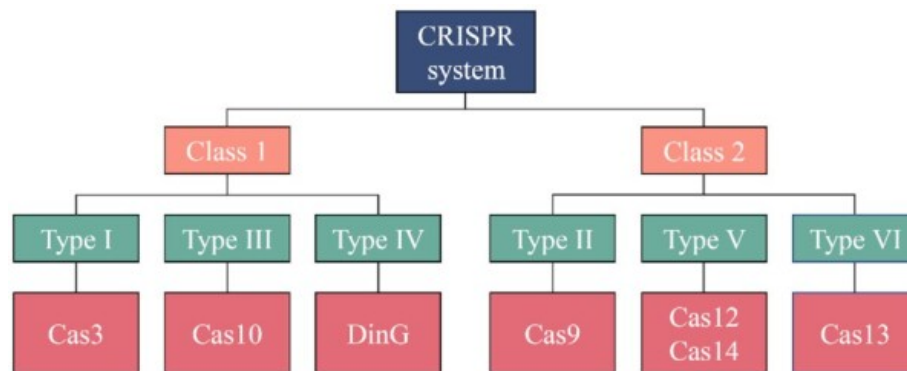 CRISPR
system
Class 1
Class 2
Type I
Type III
Type IV
Type II
Type V
Type VI
Cas3
Cas10
DinG
Cas9
Cas12
Cas14
Cas13